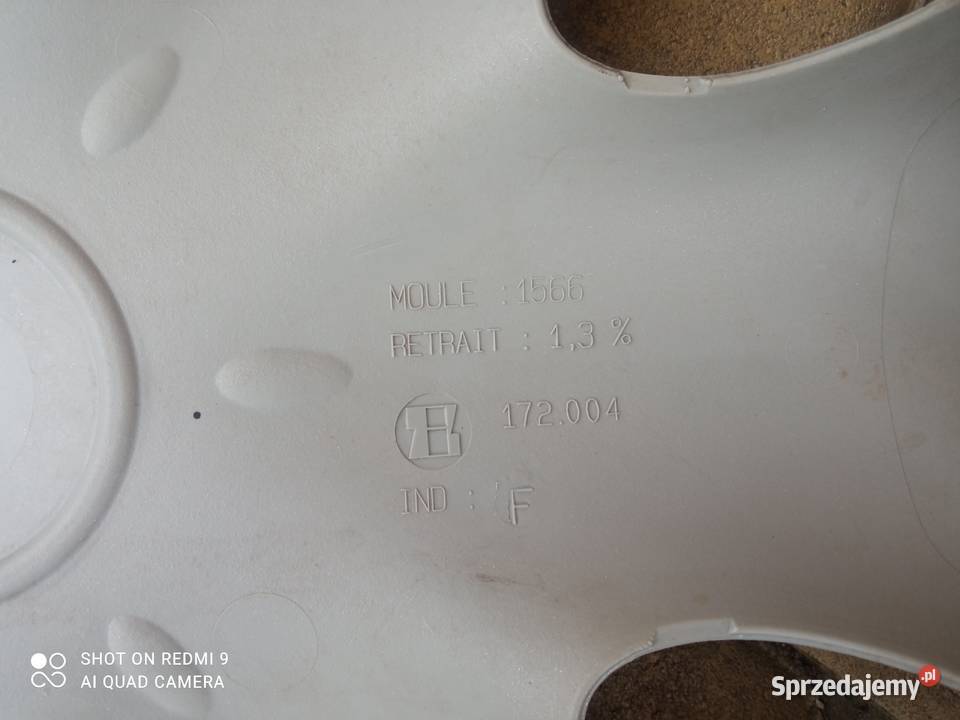 MOULE :1566
RETRAIT : 1,3 %
172.004
IND : F
SHOT ON REDMI 9
AI QUAD CAMERA
Sprzedajemy.pl